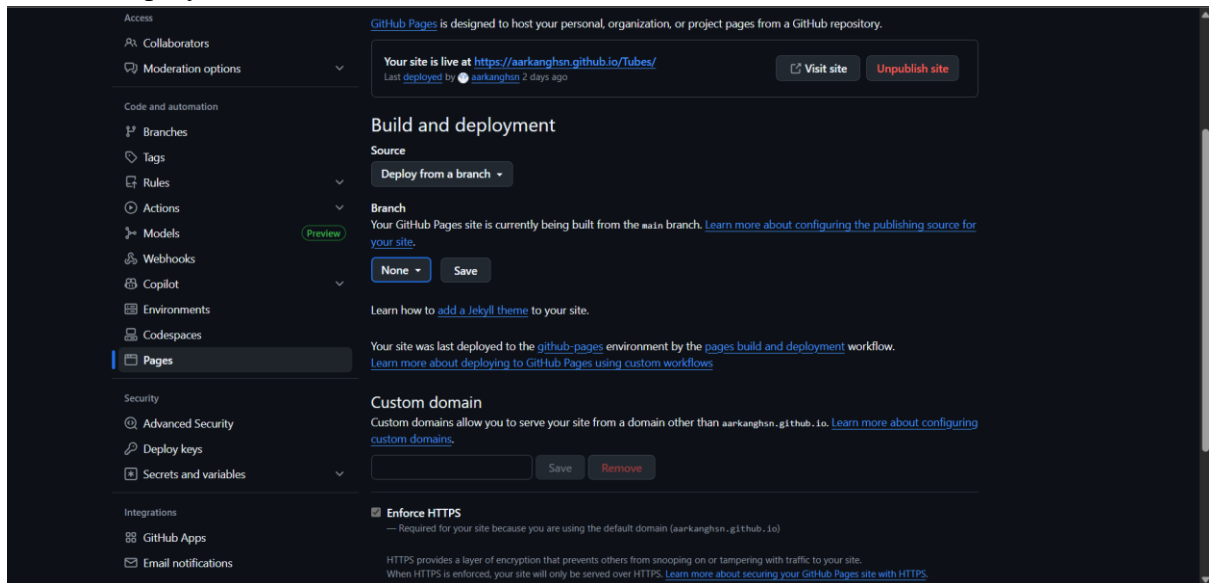 Access
Collaborators
Moderation options
Code and automation
Branches
Tags
Rules
Actions
Models Preview
Webhooks
Copilot
Environments
Codespaces
Pages
Security
Advanced Security
Deploy keys
Secrets and variables
Integrations
GitHub Apps
Email notifications
GitHub Pages is designed to host your personal, organization, or project pages from a GitHub repository.
Your site is live at https://aarkanghsn.github.io/Tubes/
Last deployed by aarkanghsn 2 days ago
Visit site
Unpublish site
Build and deployment
Source
Deploy from a branch
Branch
Your GitHub Pages site is currently being built from the main branch. Learn more about configuring the publishing source for
your site.
None
Save
Learn how to add a Jekyll theme to your site.
Your site was last deployed to the github-pages environment by the pages build and deployment workflow.
Learn more about deploying to GitHub Pages using custom workflows
Custom domain
Custom domains allow you to serve your site from a domain other than aarkanghsn.github.io. Learn more about configuring
custom domains.
Save
Remove
Enforce HTTPS
— Required for your site because you are using the default domain (aarkanghsn.github.io)
HTTPS provides a layer of encryption that prevents others from snooping on or tampering with traffic to your site.
When HTTPS is enforced, your site will only be served over HTTPS. Learn more about securing your GitHub Pages site with HTTPS.